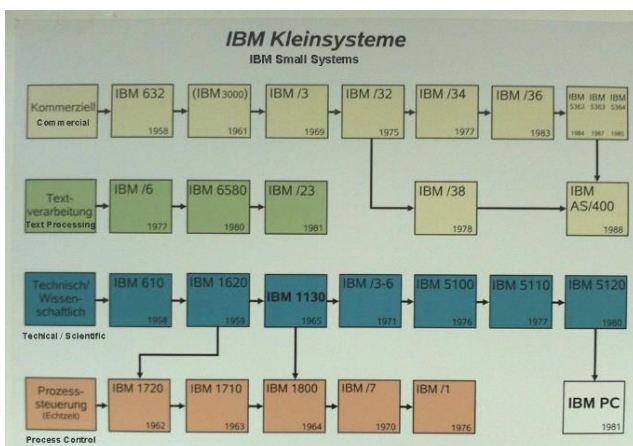 IBM Kleinsysteme
IBM Small Systems
Kommerziell
Commercial
IBM 632
1958
(IBM 3000)
1961
IBM /3
1969
IBM /32
1975
IBM /34
1977
IBM /36
1983
IBM IBM IBM
5362 5363 5364
1984 1987 1985
Text-
verarbeitung
Text Processing
IBM /6
1977
IBM 6580
1980
IBM /23
1981
IBM /38
1978
IBM
AS/400
1988
Technisch/
Wissen-
schaftlich
Techical / Scientific
IBM 610
1958
IBM 1620
1959
IBM 1130
1965
IBM /3-6
1971
IBM 5100
1976
IBM 5110
1977
IBM 5120
1980
Prozess-
steuerung
(Echtzeit)
Process Control
IBM 1720
1962
IBM 1710
1963
IBM 1800
1964
IBM /7
1970
IBM /1
1976
IBM PC
1981